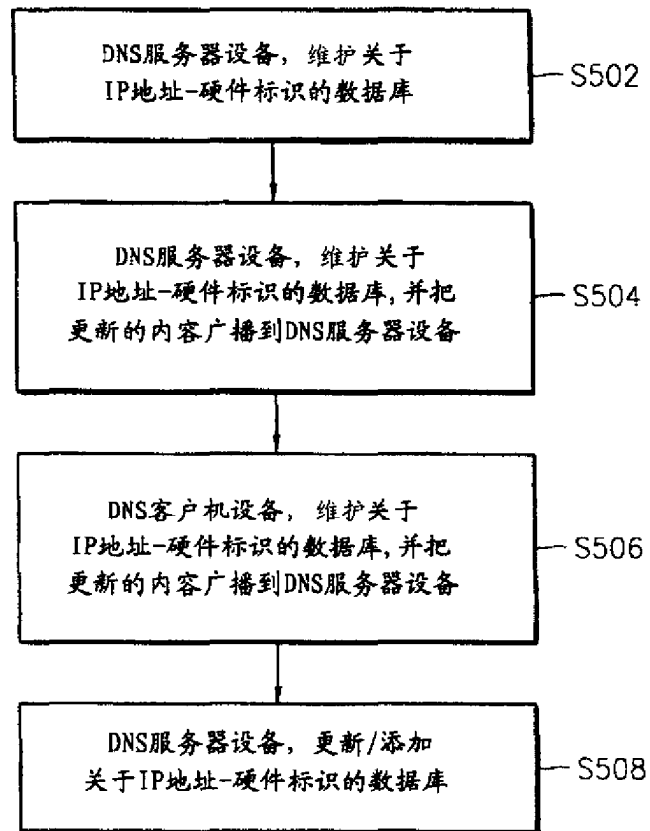 DNS服务器设备, 维护关于
IP地址-硬件标识的数据库
S502
DNS服务器设备, 维护关于
IP地址-硬件标识的数据库,并把
更新的内容广播到DNS服务器设备
S504
DNS客户机设备, 维护关于
IP地址-硬件标识的数据库,并把
更新的内容广播到DNS服务器设备
S506
DNS服务器设备, 更新/添加
关于IP地址-硬件标识的数据库
S508